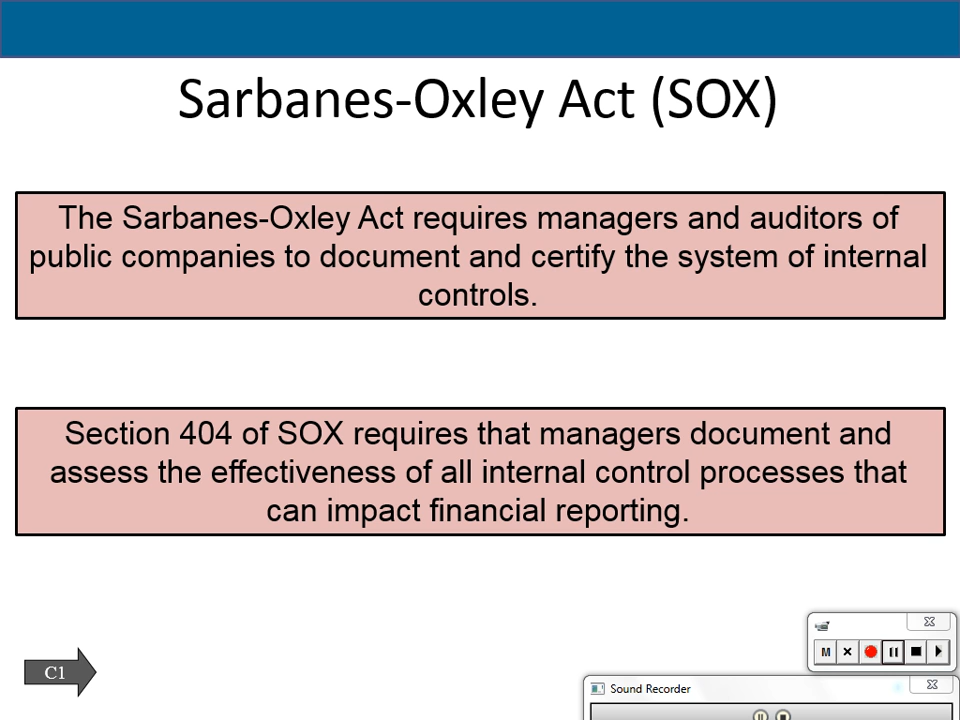 Sarbanes-Oxley Act (SOX)
The Sarbanes-Oxley Act requires managers and auditors of
public companies to document and certify the system of internal
controls.
Section 404 of SOX requires that managers document and
assess the effectiveness of all internal control processes that
can impact financial reporting.
C1
M
Sound Recorder